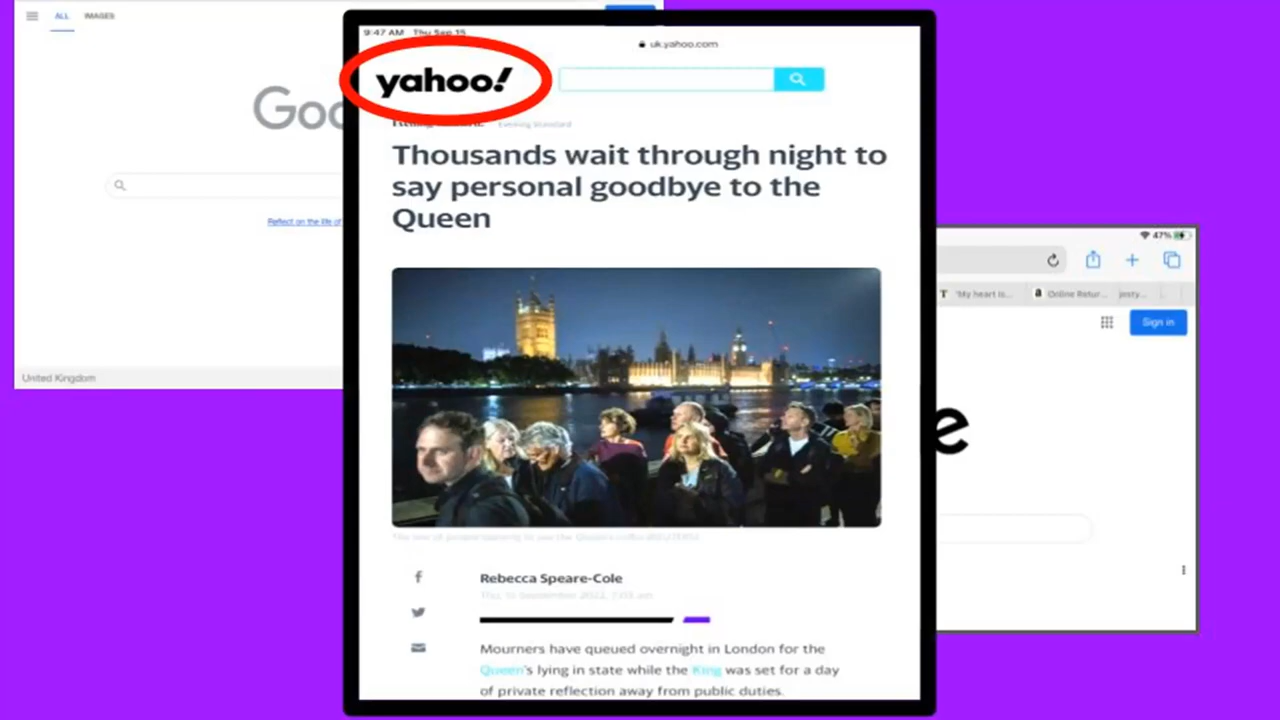 ALL IMAGES
Goo
Reflect on the life of
United Kingdom
9:47 AM Thu Sep 15
uk.yahoo.com
yahoo!
Evening Standard
Thousands wait through night to
say personal goodbye to the
Queen
Rebecca Speare-Cole
Mourners have queued overnight in London for the
Queen's lying in state while the King was set for a day
of private reflection away from public duties.
47%
T 'My heart is... a Online Retur... jesty...
Sign in
e